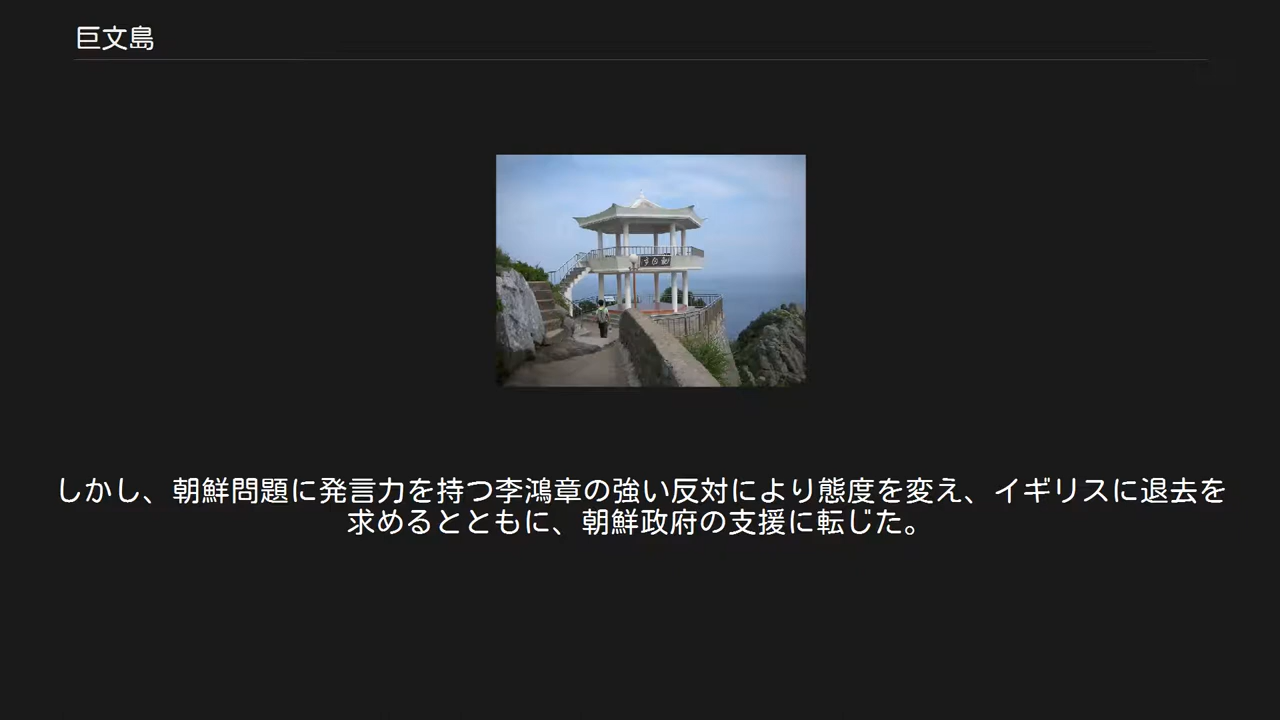 巨文島
しかし、朝鮮問題に発言力を持つ李鴻章の強い反対により態度を変え、イギリスに退去を
求めるとともに、朝鮮政府の支援に転じた。